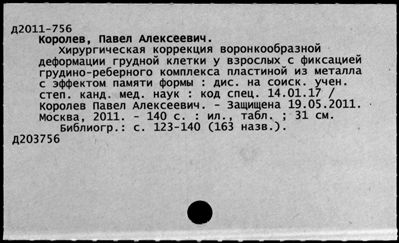 Д2011-756
Королев, Павел Алексеевич.
Хирургическая коррекция воронкообразной
деформации грудной клетки у взрослых с фиксацией
грудино-реберного комплекса пластиной из металла
с эффектом памяти формы : дис. на соиск. учен.
степ. канд. мед. наук : код спец. 14.01.17 /
Королев Павел Алексеевич. - Защищена 19.05.2011.
Москва, 2011. - 140 с. : ил., табл. ; 31 см.
Библиогр.: с. 123-140 (163 назв.).
Д203756